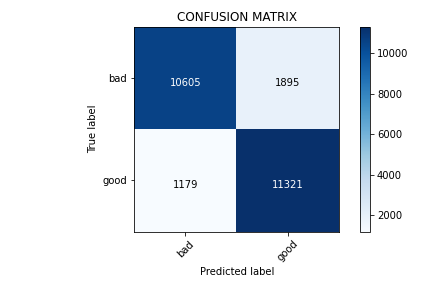 CONFUSION MATRIX
True label
bad
10605
1895
good
1179
11321
bad
good
Predicted label
10000
8000
6000
4000
2000